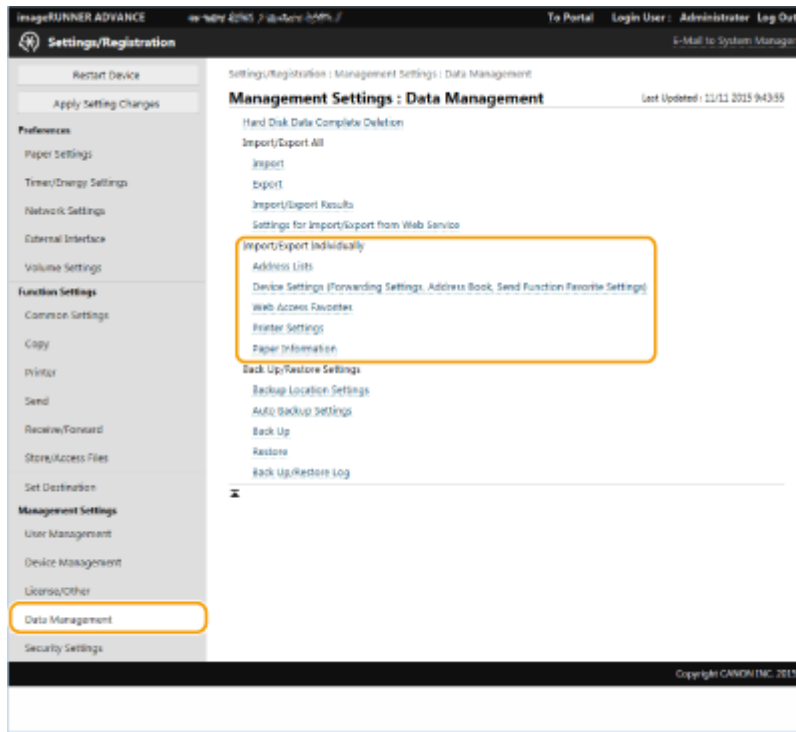 imageRUNNER ADVANCE
To Portal Login User : Administrator Log Out
Settings/Registration
E-Mail to System Manager
Restart Device
Apply Setting Changes
Preferences
Paper Settings
Timer/Energy Settings
Network Settings
External Interface
Volume Settings
Function Settings
Common Settings
Copy
Printer
Send
Receive/Forward
Store/Access Files
Set Destination
Management Settings
User Management
Device Management
License/Other
Data Management
Security Settings
Settings/Registration : Management Settings : Data Management
Management Settings : Data Management
Last Updated : 11/11 2015 9:43:55
Hard Disk Data Complete Deletion
Import/Export All
Import
Export
Import/Export Results
Settings for Import/Export from Web Service
Import/Export Individually
Address Lists
Device Settings (Forwarding Settings, Address Book, Send Function Favorite Settings)
Web Access Favorites
Printer Settings
Paper Information
Back Up/Restore Settings
Backup Location Settings
Auto Backup Settings
Back Up
Restore
Back Up/Restore Log
Copyright CANON INC. 2015